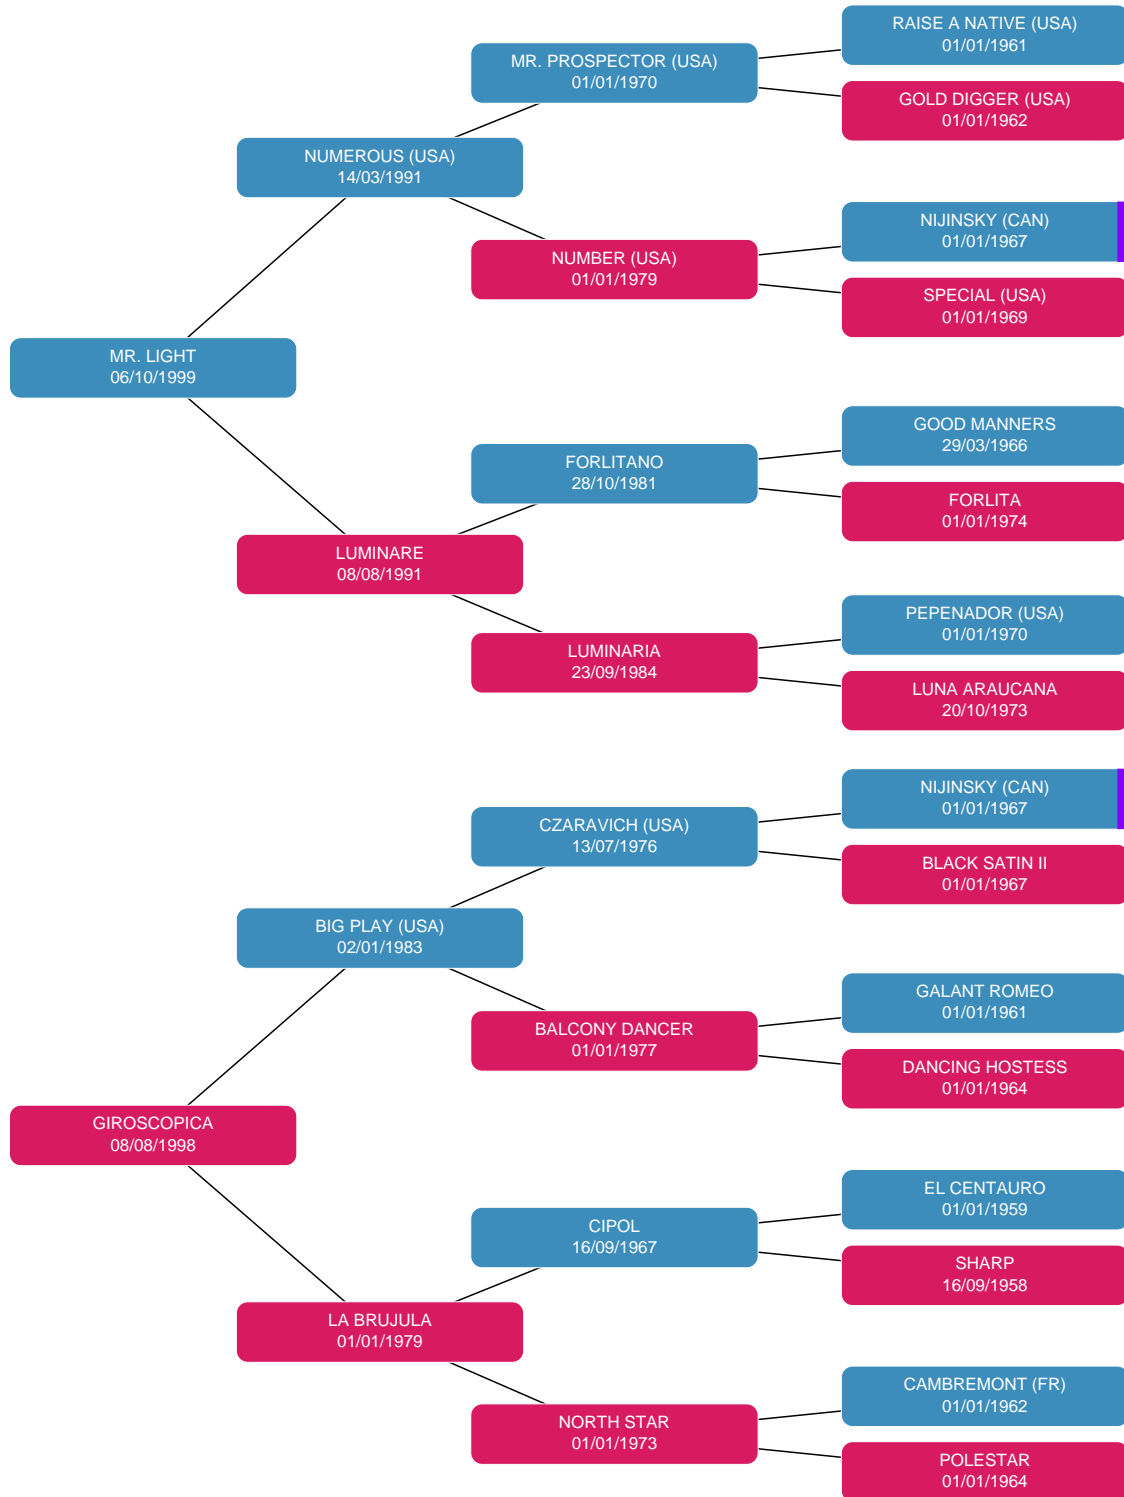 RAISE A NATIVE (USA)
01/01/1961
MR. PROSPECTOR (USA)
01/01/1970
GOLD DIGGER (USA)
01/01/1962
NUMEROUS (USA)
14/03/1991
NIJINSKY (CAN)
01/01/1967
NUMBER (USA)
01/01/1979
SPECIAL (USA)
01/01/1969
MR. LIGHT
06/10/1999
GOOD MANNERS
29/03/1966
FORLITANO
28/10/1981
FORLITA
01/01/1974
LUMINARE
08/08/1991
PEPENADOR (USA)
01/01/1970
LUMINARIA
23/09/1984
LUNA ARAUCANA
20/10/1973
NIJINSKY (CAN)
01/01/1967
CZARAVICH (USA)
13/07/1976
BLACK SATIN II
01/01/1967
BIG PLAY (USA)
02/01/1983
GALANT ROMEO
01/01/1961
BALCONY DANCER
01/01/1977
DANCING HOSTESS
01/01/1964
GIROSCOPICA
08/08/1998
EL CENTAURO
01/01/1959
CIPOL
16/09/1967
SHARP
16/09/1958
LA BRUJULA
01/01/1979
CAMBREMONT (FR)
01/01/1962
NORTH STAR
01/01/1973
POLESTAR
01/01/1964